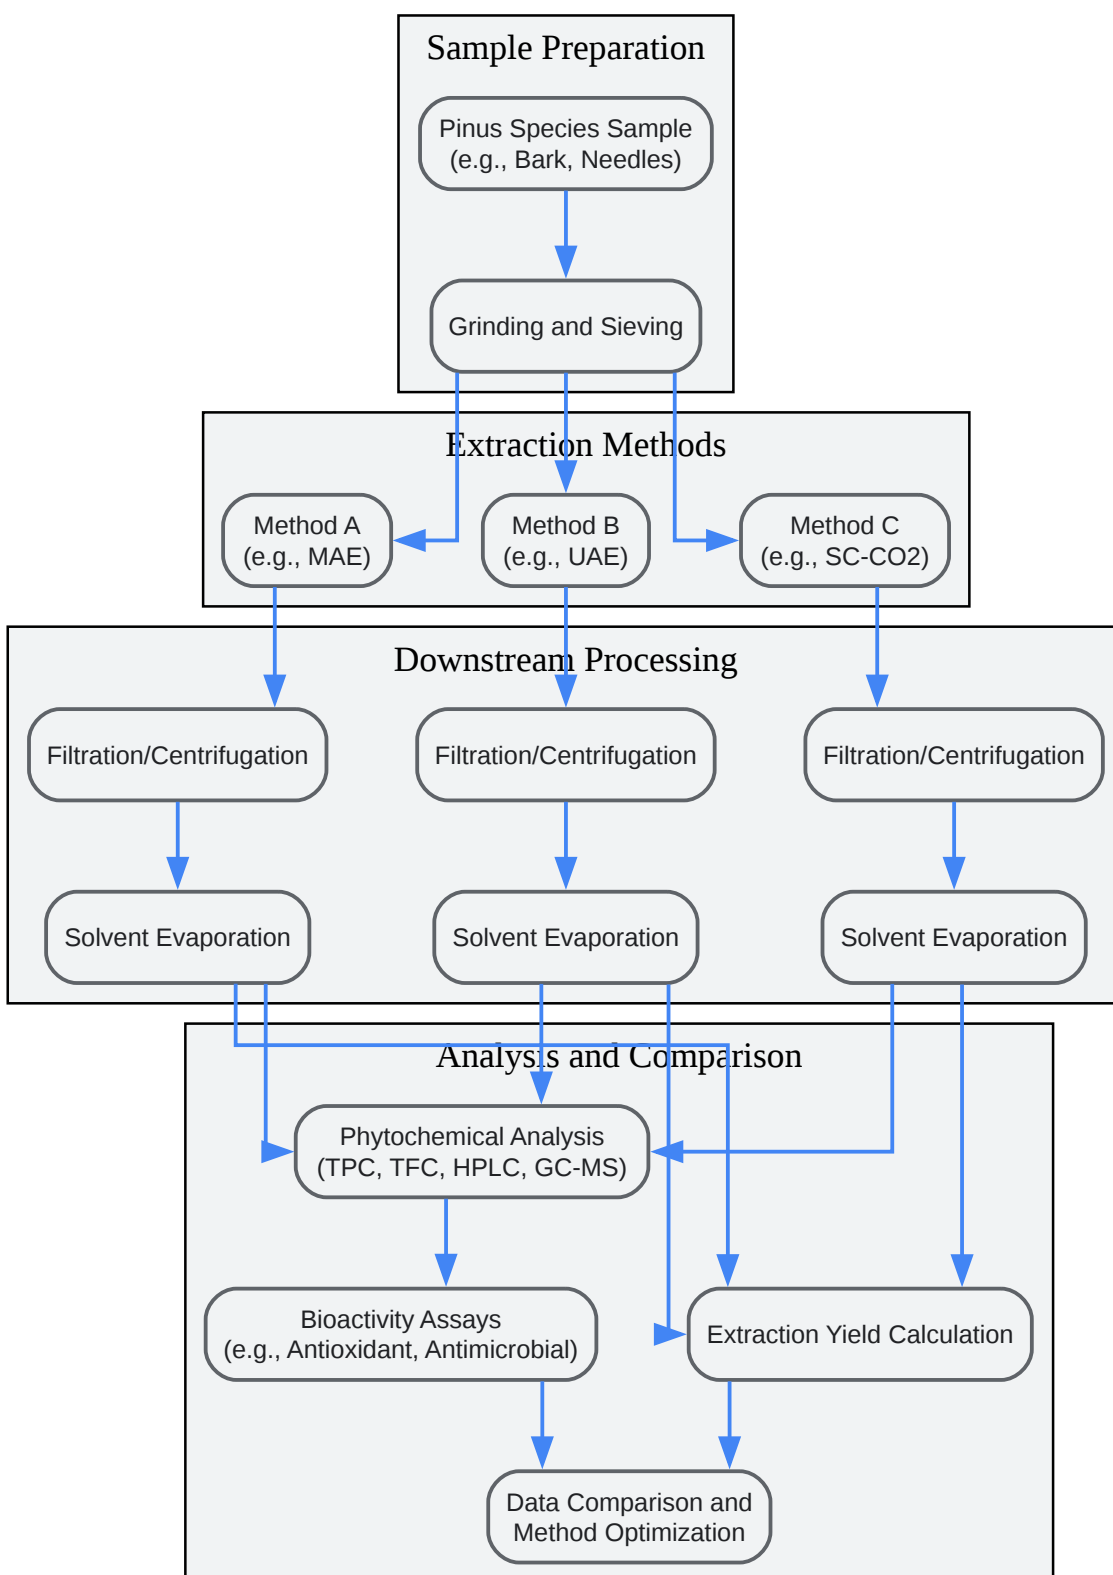 Sample Preparation
Pinus Species Sample
(e.g., Bark, Needles)
Grinding and Sieving
Extraction Methods
Method A
(e.g., MAE)
Method B
(e.g., UAE)
Method C
(e.g., SC-CO2)
Downstream Processing
Filtration/Centrifugation
Filtration/Centrifugation
Filtration/Centrifugation
Solvent Evaporation
Solvent Evaporation
Solvent Evaporation
Analysis and Comparison
Phytochemical Analysis
(TPC, TFC, HPLC, GC-MS)
Bioactivity Assays
(e.g., Antioxidant, Antimicrobial)
Extraction Yield Calculation
Data Comparison and
Method Optimization